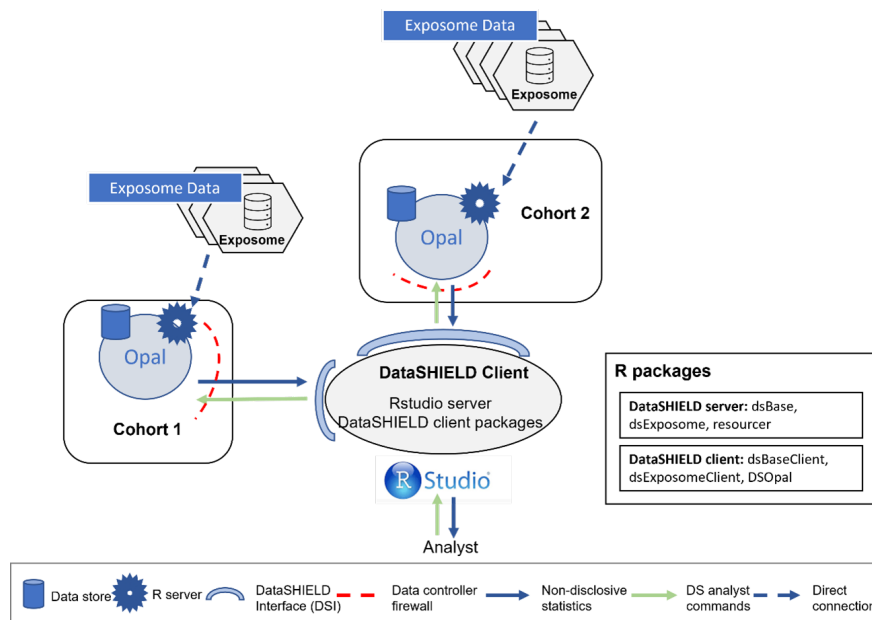 Exposome Data
Exposome
Exposome Data
Exposome
Opal
Cohort 2
Opal
Cohort 1
DataSHIELD Client
Rstudio server
DataSHIELD client packages
R Studio®
Analyst
R packages
DataSHIELD server: dsBase,
dsExposome, resourcer
DataSHIELD client: dsBaseClient,
dsExposomeClient, DSOpal
Data store
R server
DataSHIELD
Interface (DSI)
Data controller
firewall
Non-disclosive
statistics
DS analyst
commands
Direct
connection